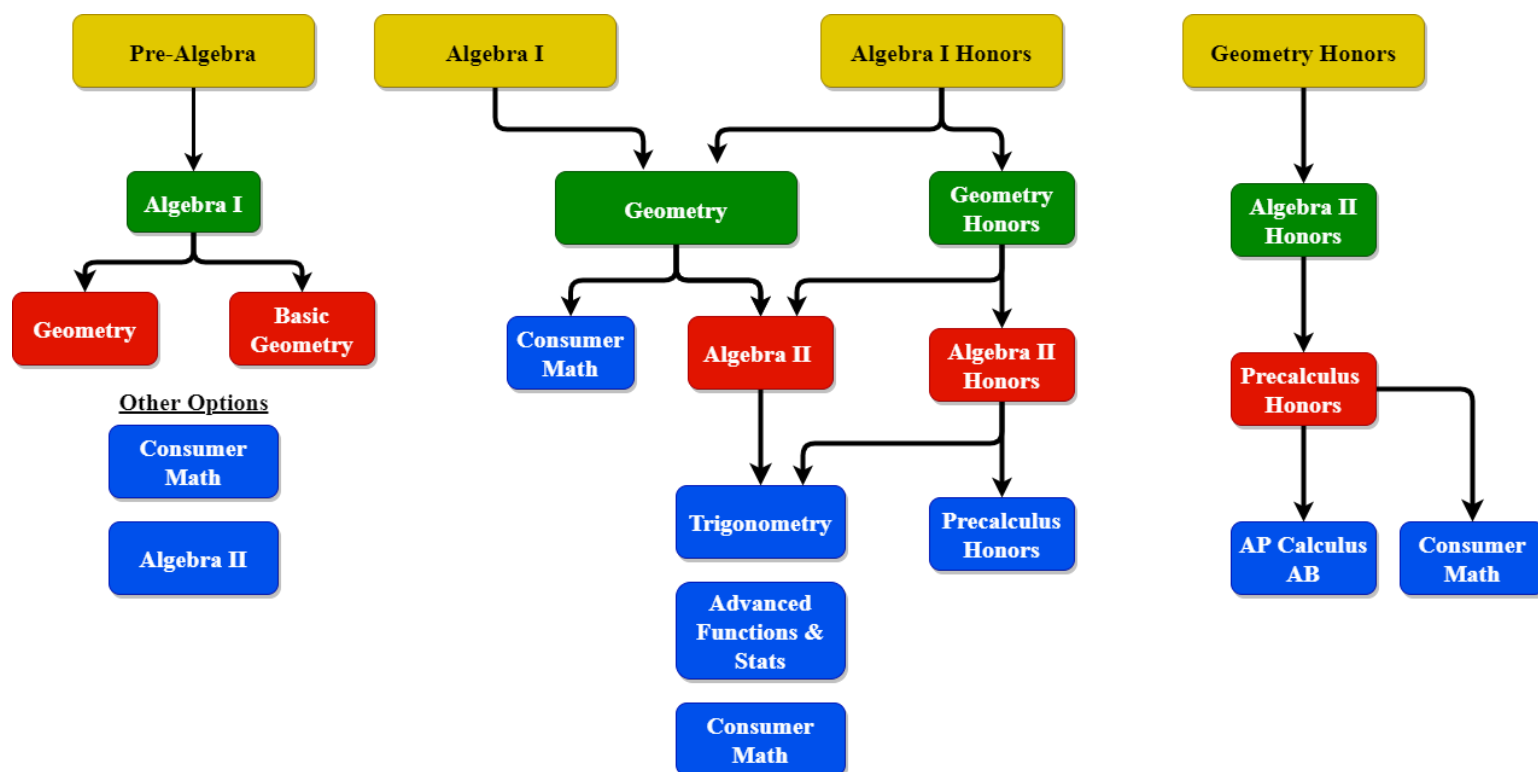 Pre-Algebra
Algebra I
Algebra I Honors
Geometry Honors
Algebra I
Geometry
Geometry
Honors
Algebra II
Honors
Geometry
Basic
Geometry
Consumer
Math
Algebra II
Algebra II
Honors
Precalculus
Honors
Other Options
Consumer
Math
Algebra II
Trigonometry
Precalculus
Honors
AP Calculus
AB
Consumer
Math
Advanced
Functions &
Stats
Consumer
Math